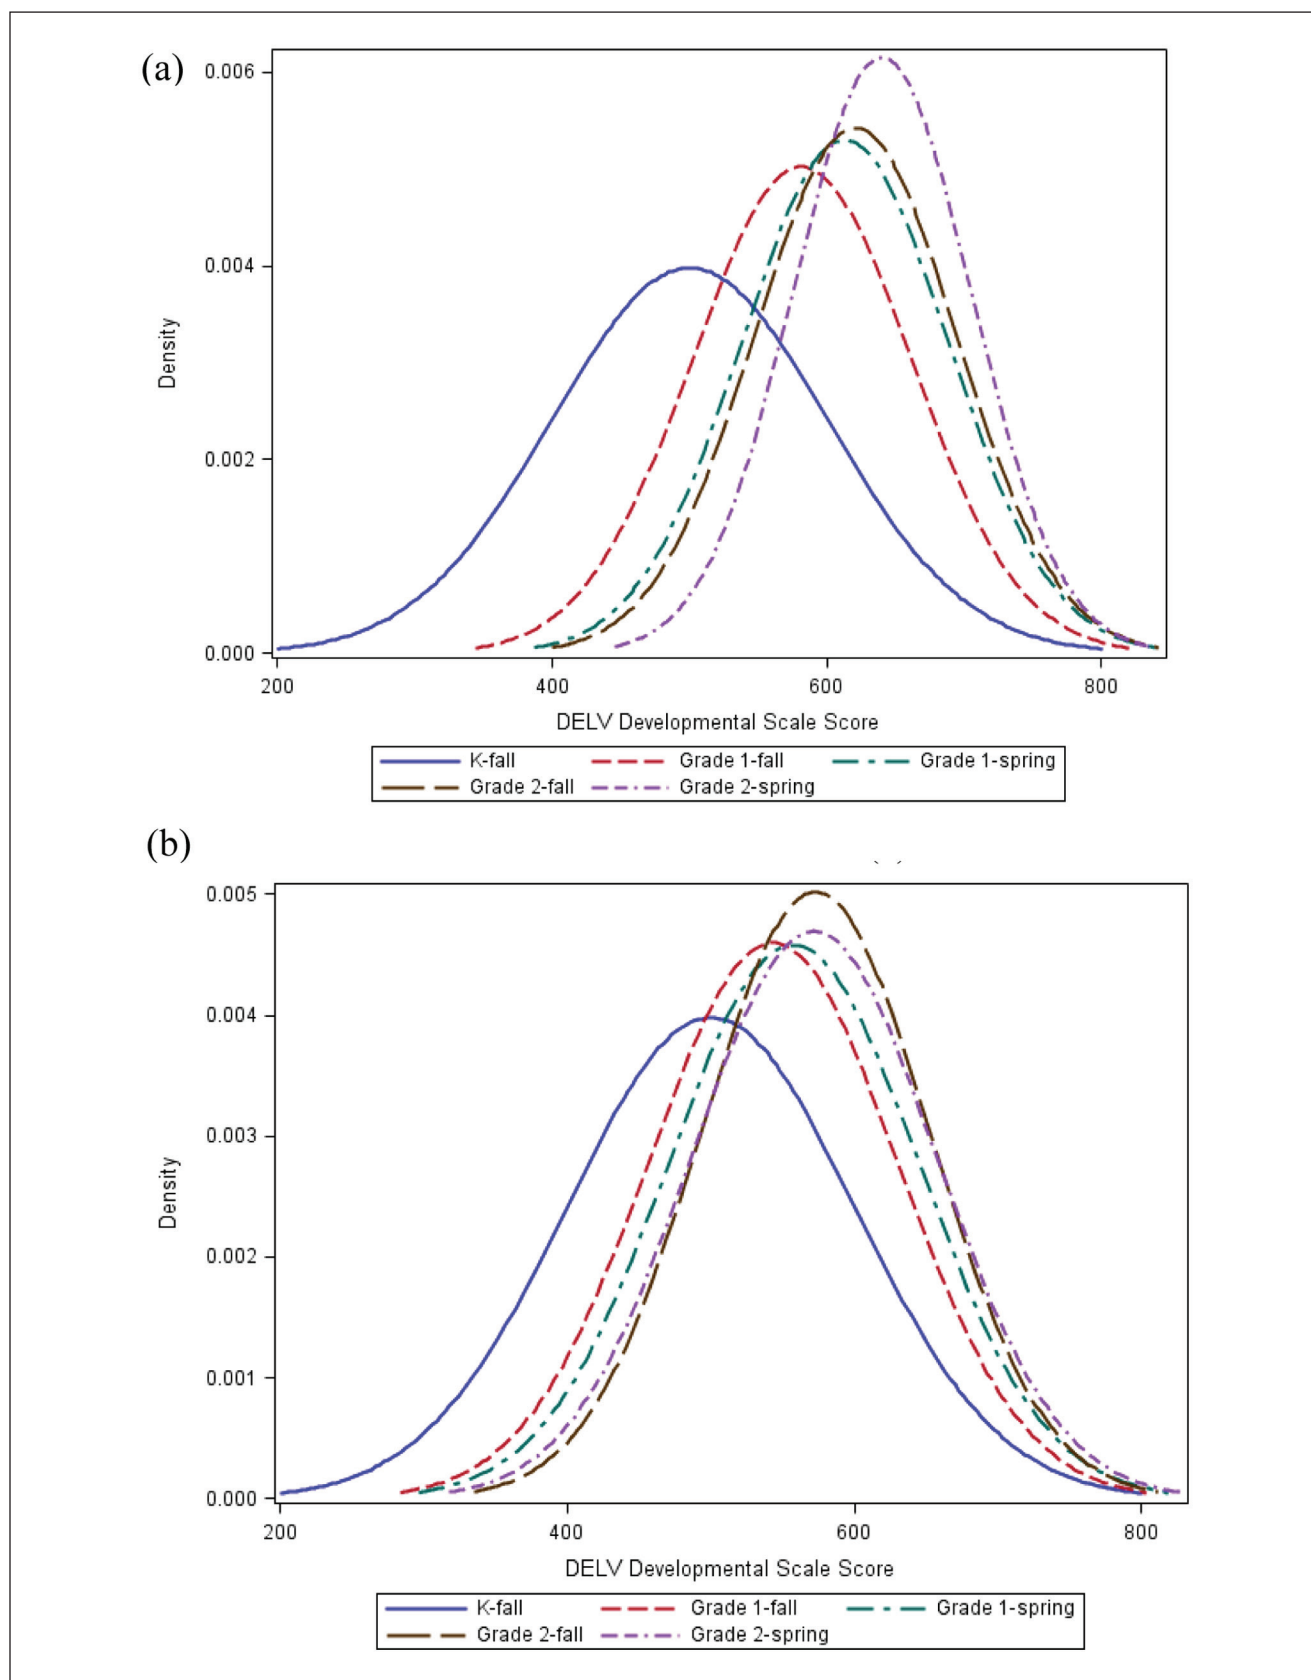 (a)
0.006
0.004
0.002
0.000
Density
200 400 600 800
DELV Developmental Scale Score
K-fall Grade 1-fall Grade 1-spring
Grade 2-fall Grade 2-spring
(b)
0.005
0.004
0.003
0.002
0.001
0.000
Density
200 400 600 800
DELV Developmental Scale Score
K-fall Grade 1-fall Grade 1-spring
Grade 2-fall Grade 2-spring